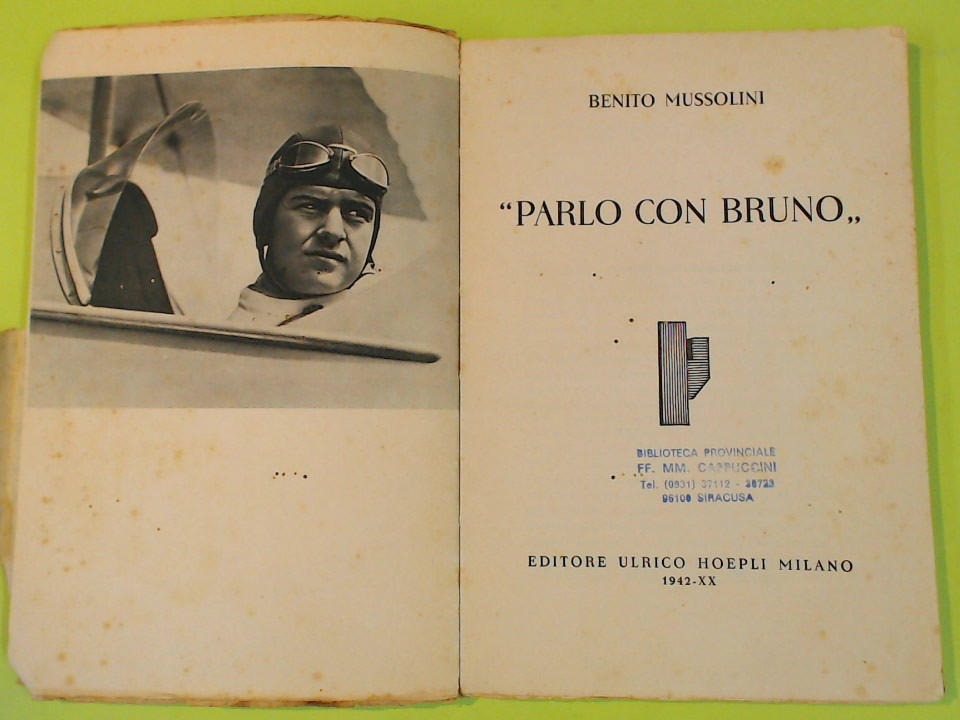 BENITO MUSSOLINI
“PARLO CON BRUNO„
BIBLIOTECA PROVINCIALE
FF. MM. CAPPUCCINI
Tel. (0931) 37112 - 38723
96100 SIRACUSA
EDITORE ULRICO HOEPLI MILANO
1942-XX